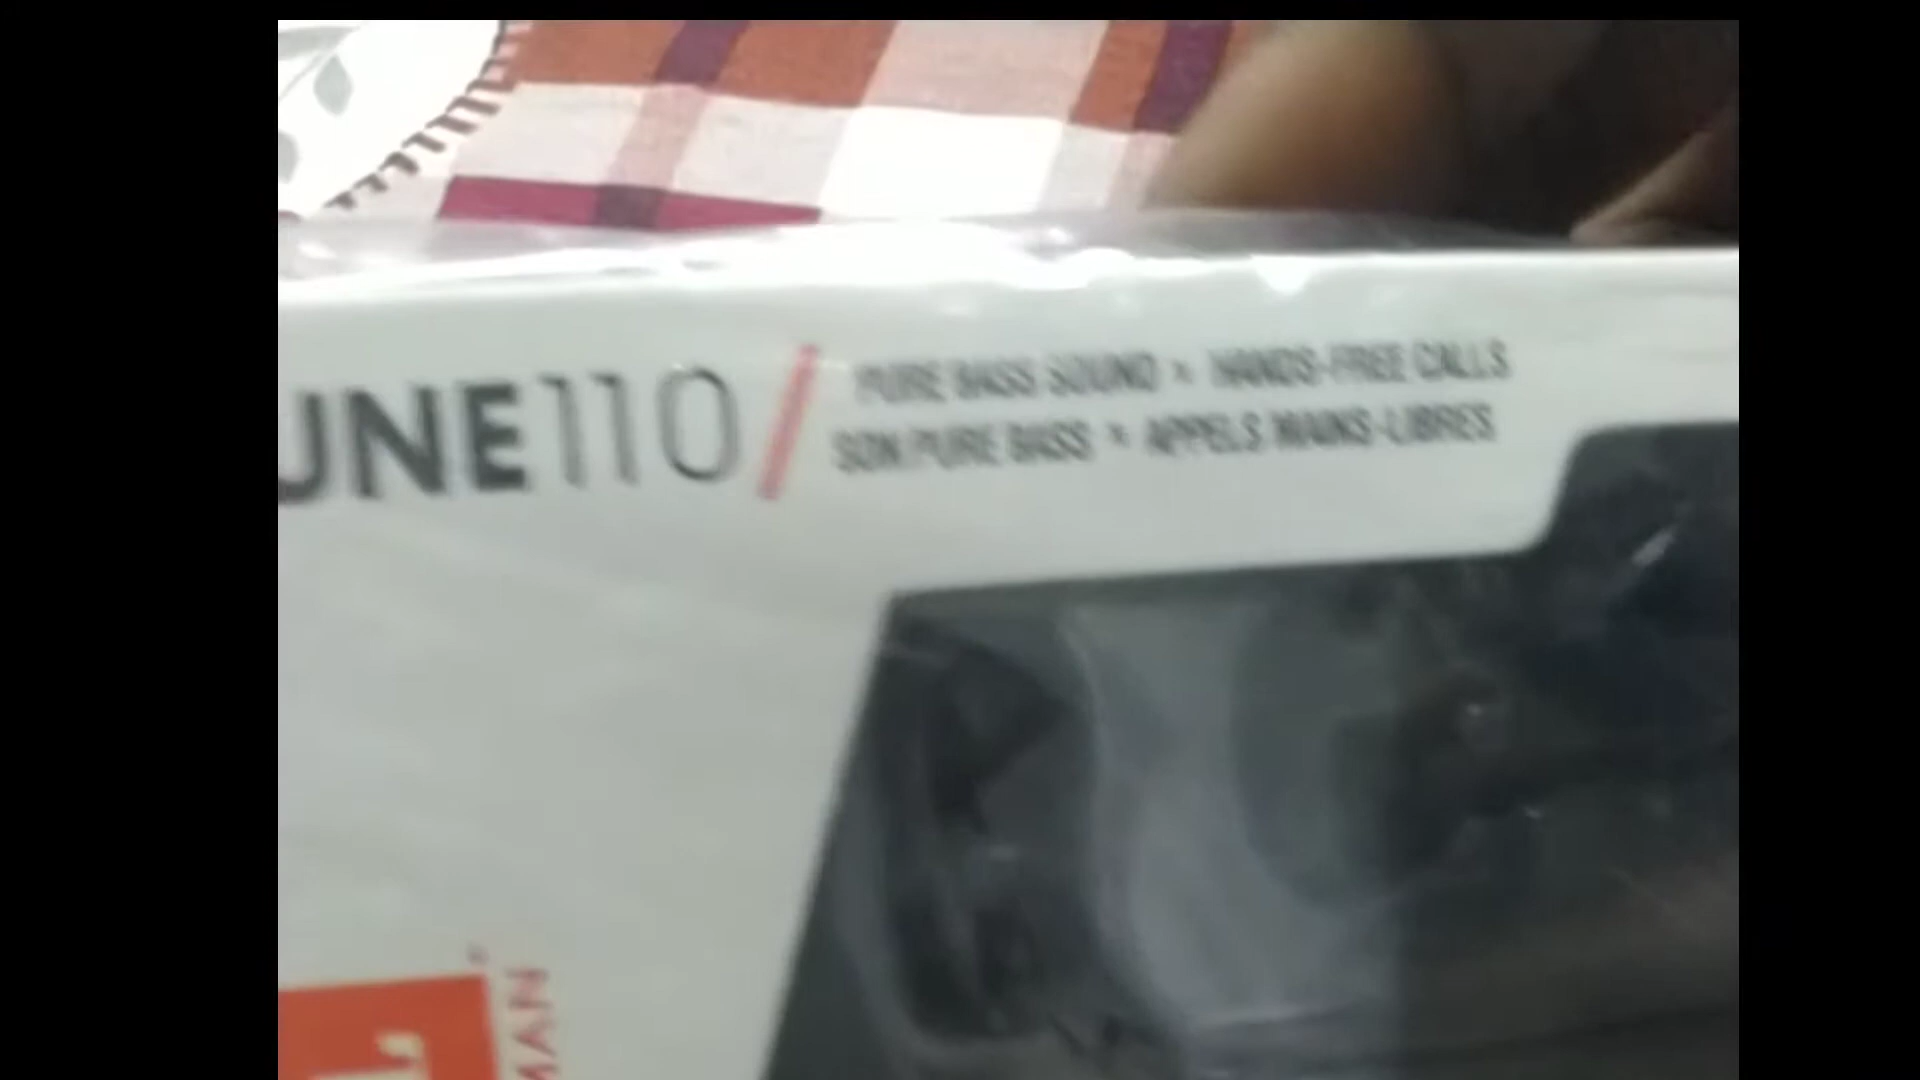 UNE110 / PURE BASS SOUND • HANDS-FREE CALLS
SON PURE BASS • APPELS MAINS-LIBRES